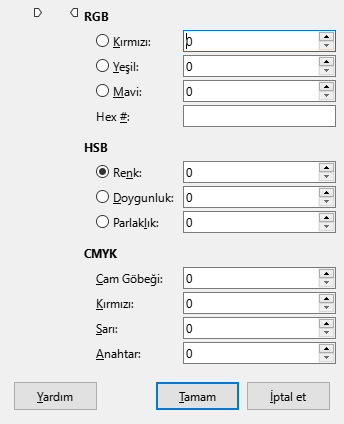 RGB
Kırmızı: 0
Yeşil: 0
Mavi: 0
Hex #:
HSB
Renk: 0
Doygunluk: 0
Parlaklık: 0
CMYK
Cam Göbeği: 0
Kırmızı: 0
Sarı: 0
Anahtar: 0
Yardım Tamam İptal et